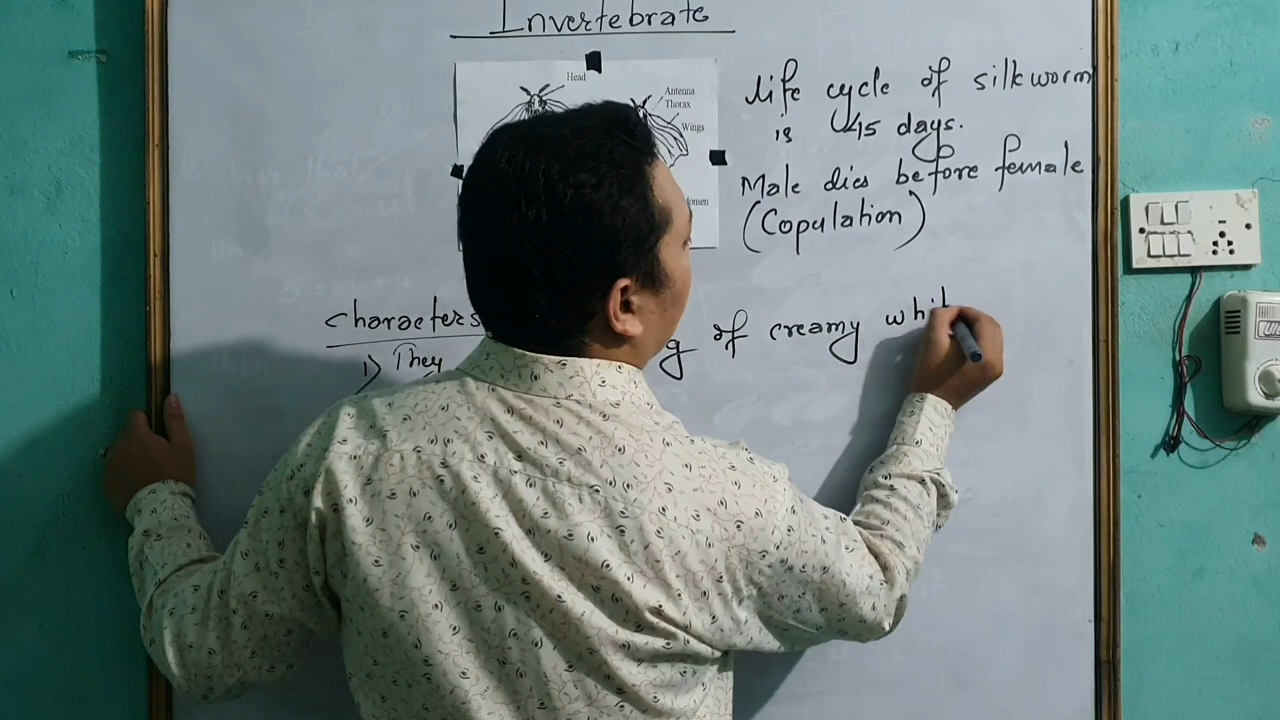 Invertebrate
Head
Antenna
Thorax
Wings
life cycle of silkworm
is 45 days.
Male dies before female
(Copulation)
characters
1) They
of creamy whit